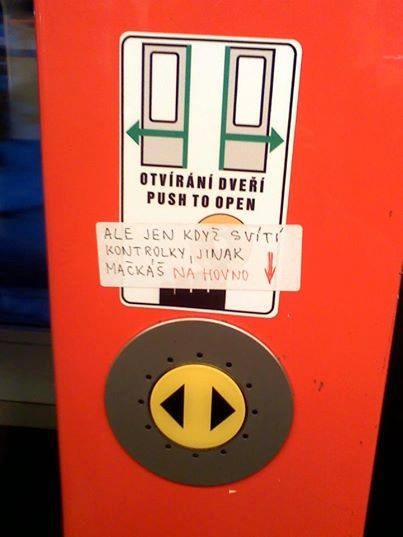 OTVÍRÁNÍ DVEŘÍ
PUSH TO OPEN
ALE JEN KDYŽ SVÍTÍ
KONTROLKY, JINAK
MAČKÁŠ NA HOVNO